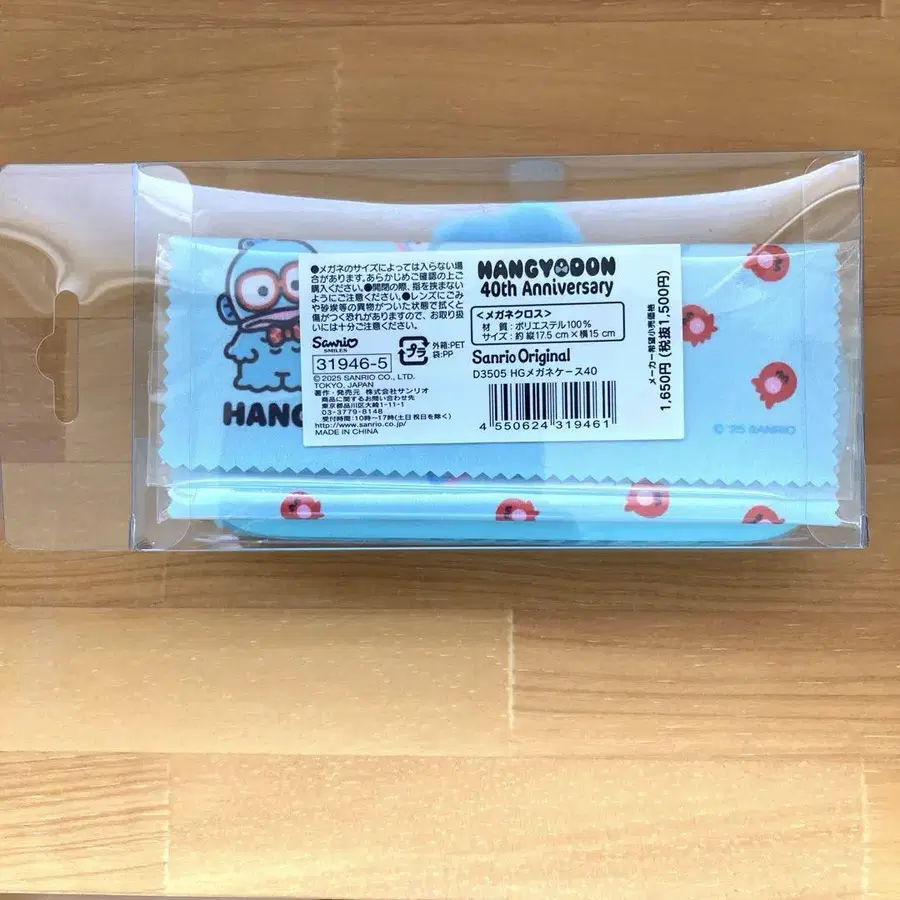 ●メガネのサイズによっては入らない場
合があります。あらかじめご確認の上ご
購入ください。●開閉の際、指を挟まない
ようにご注意ください。●レンズにごみ
や砂埃等の異物がついた状態で拭くと
傷がつく恐れがありますので、お取り扱
いには十分ご注意ください。
Sanrio
SMILES
31946-5
プラ
外箱:PET
袋:PP
© 2025 SANRIO CO., LTD.
TOKYO, JAPAN
著作・発売元 株式会社サンリオ
商品に関するお問い合わせ先
東京都品川区大崎1-11-1
03-3779-8148
受付時間:10時〜17時(土日祝日を除く)
http://www.sanrio.co.jp/
MADE IN CHINA
HANGYODON
40th Anniversary
<メガネクロス>
材 質:ポリエステル100%
サイズ:約 縦17.5cm×横15cm
Sanrio Original
D3505 HGメガネケース40
4 550624 319461
メーカー希望小売価格
1,650円(税抜1,500円)
HANG
© '25 SANRIO